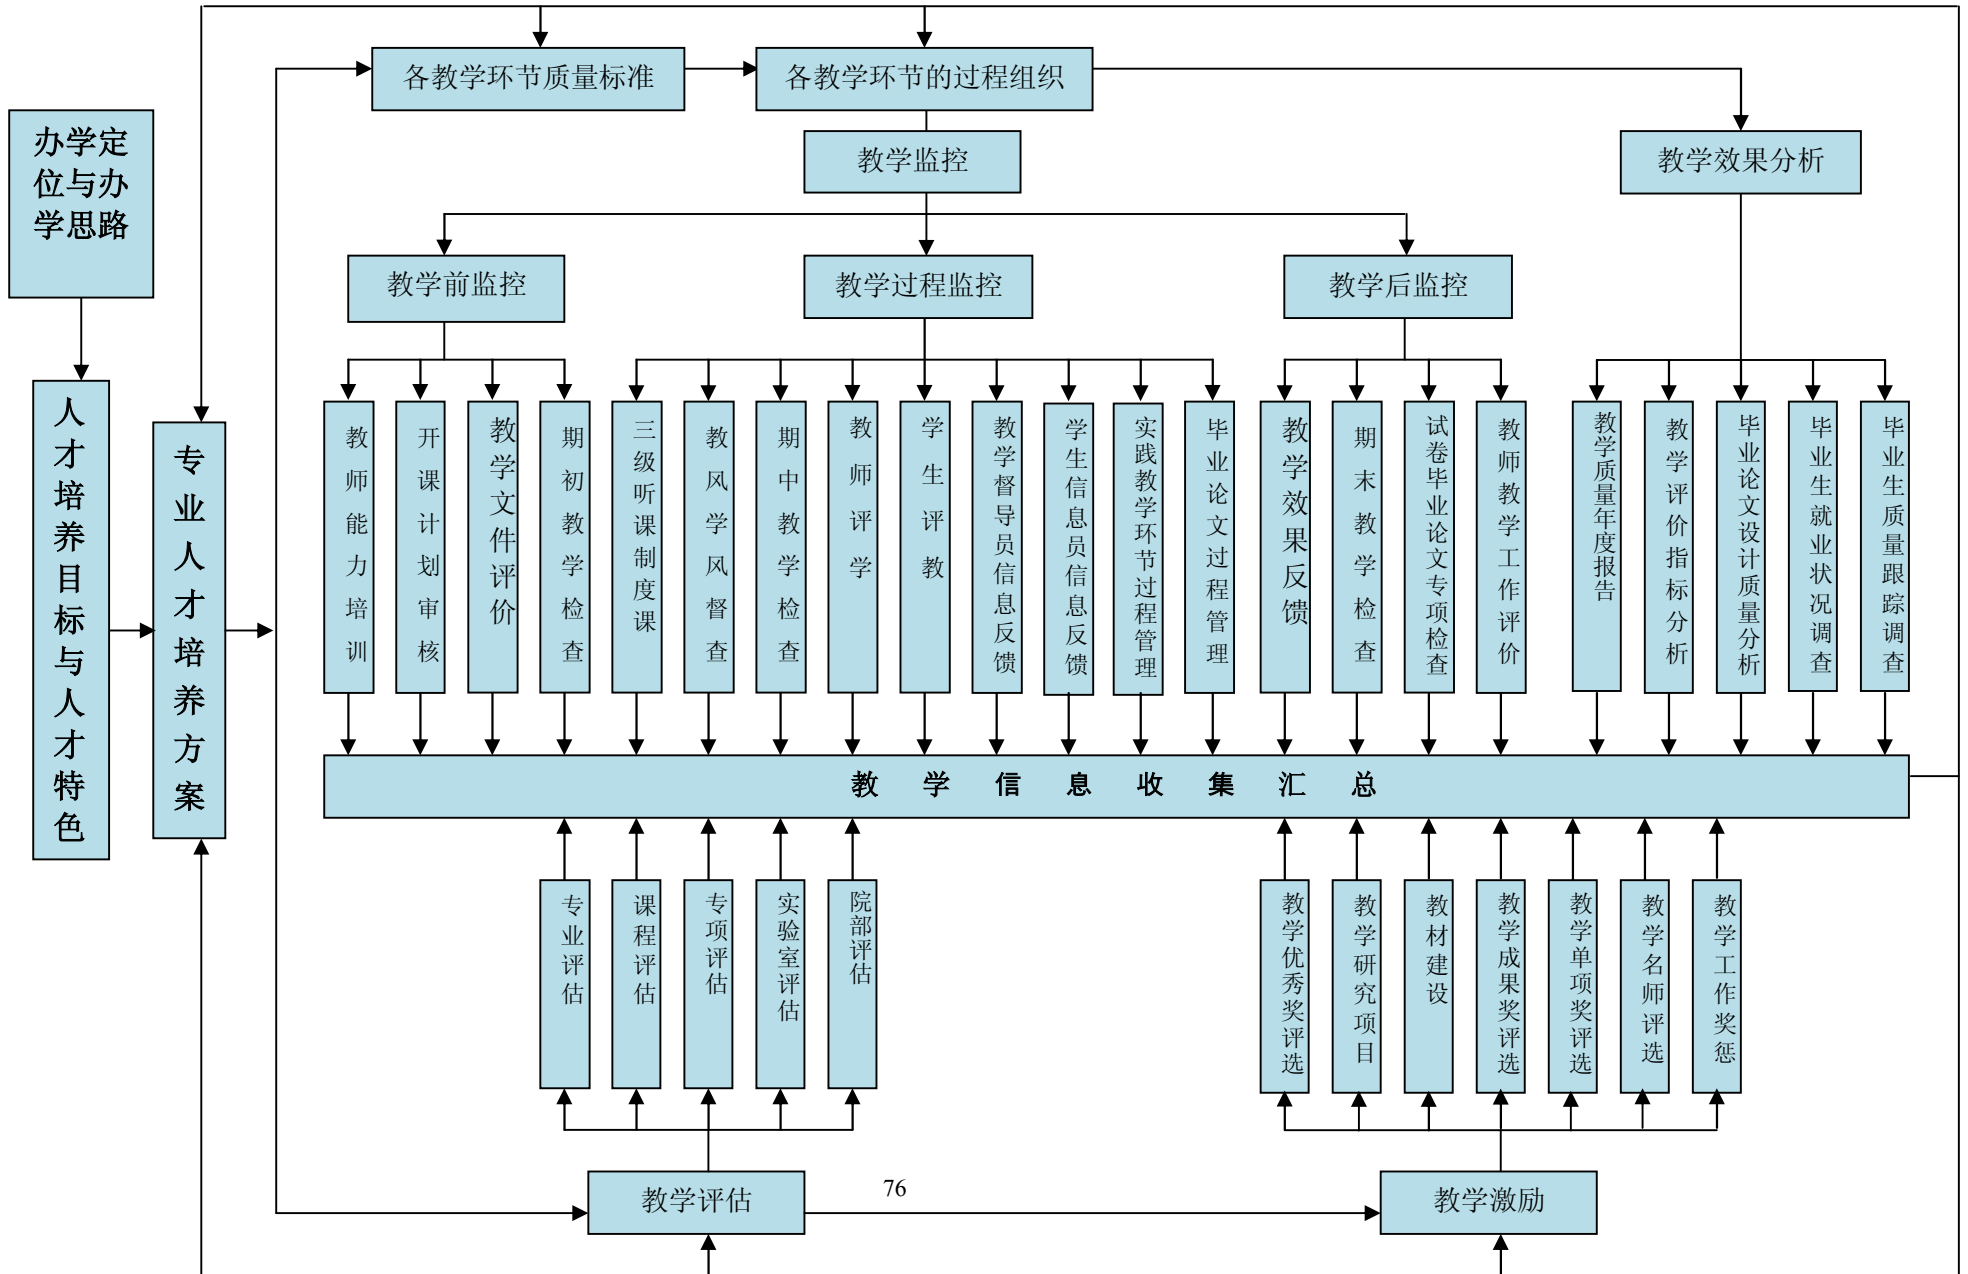 各教学环节质量标准
各教学环节的过程组织
办学定
位与办
学思路
教学监控
教学效果分析
教学前监控
教学过程监控
教学后监控
人才培养目标与人才特色
专业人才培养方案
教师能力培训
开课计划审核
教学文件评价
期初教学检查
三级听课制度课
教风学风督查
期中教学检查
教师评学
学生评教
教学督导员信息反馈
学生信息员信息反馈
实践教学环节过程管理
毕业论文过程管理
教学效果反馈
期末教学检查
试卷毕业论文专项检查
教师教学工作评价
教学质量年度报告
教学评价指标分析
毕业论文设计质量分析
毕业生就业状况调查
毕业生质量跟踪调查
教学信息收集汇总
专业评估
课程评估
专项评估
实验室评估
院部评估
教学优秀奖评选
教学研究项目
教材建设
教学成果奖评选
教学单项奖评选
教学名师评选
教学工作奖惩
教学评估
76
教学激励